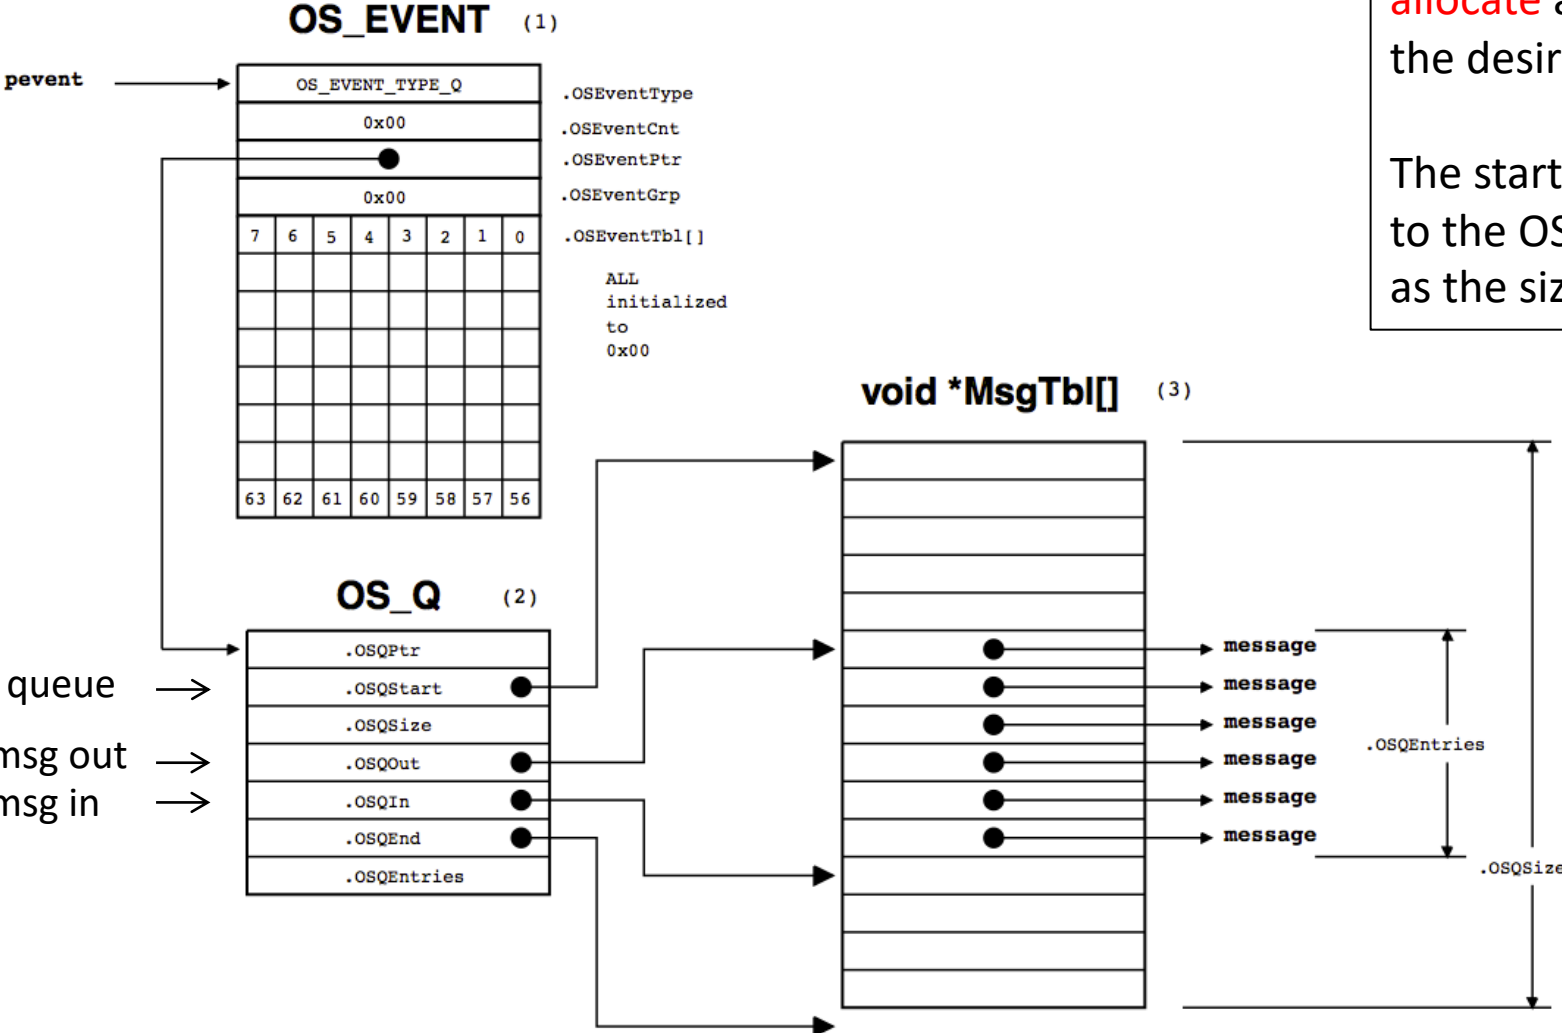 OS_EVENT (1)
allocate
the desir
pevent
OS_EVENT_TYPE_Q
.OSEventType
0x00
.OSEventCnt
.OSEventPtr
The start
0x00
.OSEventGrp
7 6 5 4 3 2 1 0
.OSEventTbl[]
to the OS
ALL
initialized
as the siz
to
0x00
void *MsgTbl[] (3)
63 62 61 60 59 58 57 56
OS_Q (2)
.OSQPtr
message
queue
.OSQStart
message
.OSQSize
message
msg out
.OSQOut
message
.OSQEntries
msg in
.OSQIn
message
.OSQEnd
message
.OSQEntries
.OSQSize